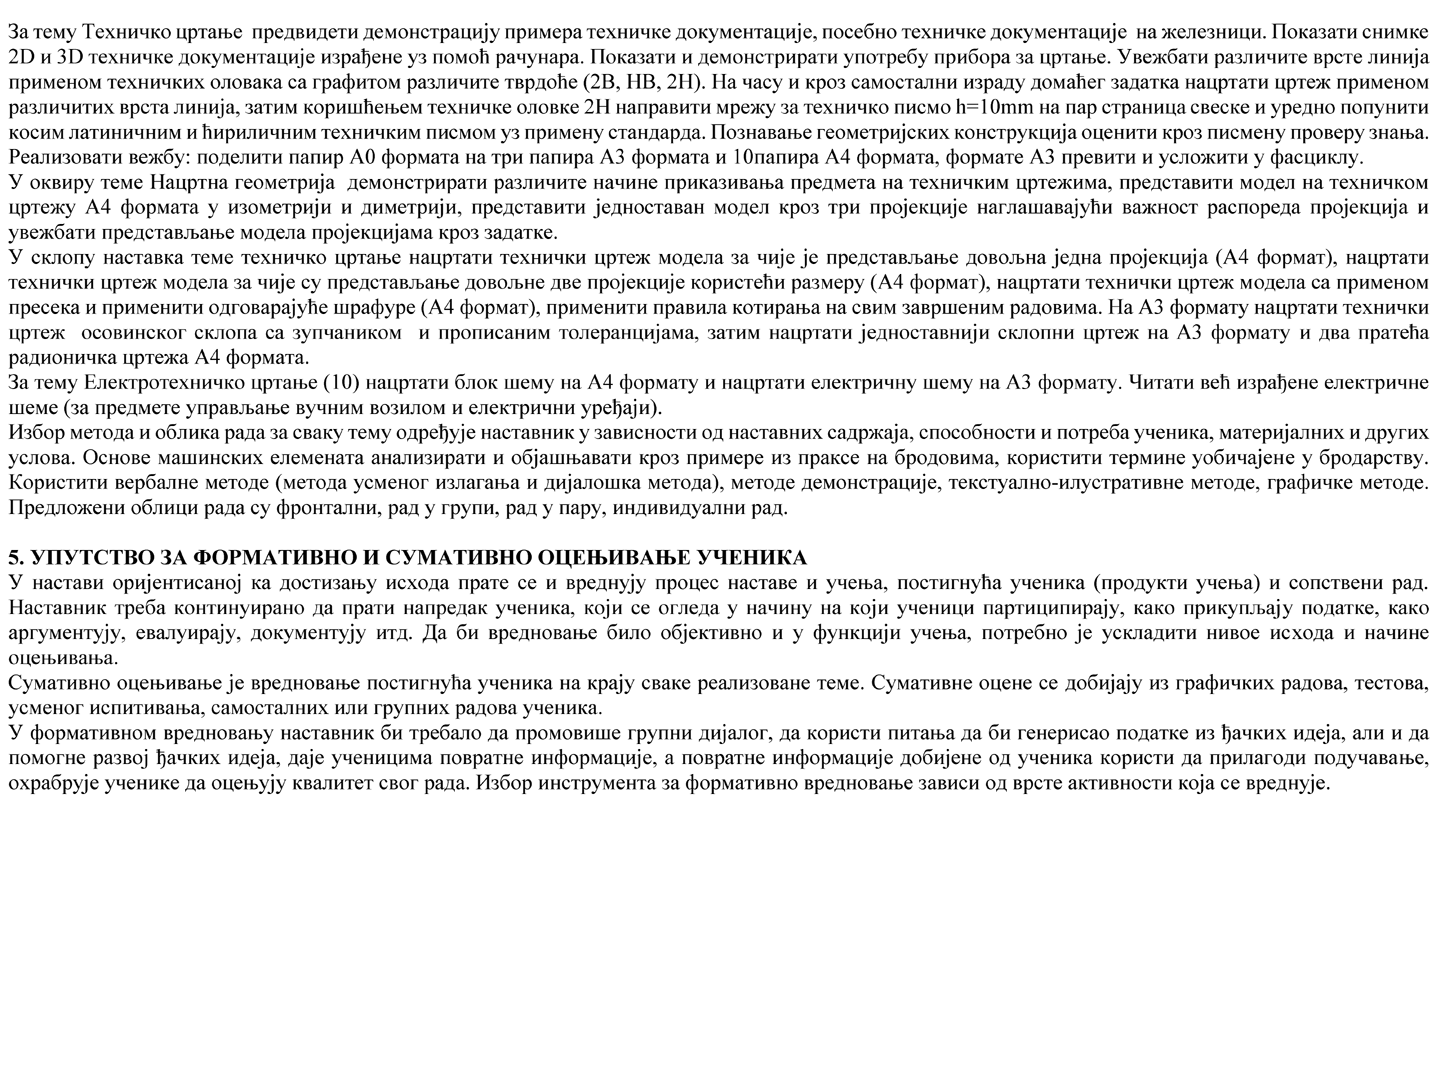 За тему Техничко цртање  предвидети демонстрацију примера техничке документације, посебно техничке документације  на железници. Показати снимке
2D и 3D техничке документације израђене уз помоћ рачунара. Показати и демонстрирати употребу прибора за цртање. Увежбати различите врсте линија
применом техничких оловака са графитом различите тврдоће (2B, HB, 2H). На часу и кроз самостални израду домаћег задатка нацртати цртеж применом
различитих врста линија, затим коришћењем техничке оловке 2H направити мрежу за техничко писмо h=10mm на пар страница свеске и уредно попунити
косим латиничним и ћириличним техничким писмом уз примену стандарда. Познавање геометријских конструкција оценити кроз писмену проверу знања.
Реализовати вежбу: поделити папир А0 формата на три папира А3 формата и 10папира А4 формата, формате А3 превити и усложити у фасциклу.
У оквиру теме Нацртна геометрија  демонстрирати различите начине приказивања предмета на техничким цртежима, представити модел на техничком
цртежу А4 формата у изометрији и диметрији, представити једноставан модел кроз три пројекције наглашавајући важност распореда пројекција и
увежбати представљање модела пројекцијама кроз задатке.
У склопу наставка теме техничко цртање нацртати технички цртеж модела за чије је представљање довољна једна пројекција (А4 формат), нацртати
технички цртеж модела за чије су представљање довољне две пројекције користећи размеру (А4 формат), нацртати технички цртеж модела са применом
пресека и применити одговарајуће шрафуре (А4 формат), применити правила котирања на свим завршеним радовима. На А3 формату нацртати технички
цртеж  осовинског склопа са зупчаником  и прописаним толеранцијама, затим нацртати једноставнији склопни цртеж на А3 формату и два пратећа
радионичка цртежа А4 формата.
За тему Електротехничко цртање (10) нацртати блок шему на А4 формату и нацртати електричну шему на А3 формату. Читати већ израђене електричне
шеме (за предмете управљање вучним возилом и електрични уређаји).
Избор метода и облика рада за сваку тему одређује наставник у зависности од наставних садржаја, способности и потреба ученика, материјалних и других
услова. Основе машинских елемената анализирати и објашњавати кроз примере из праксе на бродовима, користити термине уобичајене у бродарству.
Користити вербалне методе (метода усменог излагања и дијалошка метода), методе демонстрације, текстуално-илустративне методе, графичке методе.
Предложени облици рада су фронтални, рад у групи, рад у пару, индивидуални рад.
5. УПУТСТВО ЗА ФОРМАТИВНО И СУМАТИВНО ОЦЕЊИВАЊЕ УЧЕНИКА
У настави оријентисаној ка достизању исхода прате се и вреднују процес наставе и учења, постигнућа ученика (продукти учења) и сопствени рад.
Наставник треба континуирано да прати напредак ученика, који се огледа у начину на који ученици партиципирају, како прикупљају податке, како
аргументују, евалуирају, документују итд. Да би вредновање било објективно и у функцији учења, потребно је ускладити нивое исхода и начине
оцењивања.
Сумативно оцењивање је вредновање постигнућа ученика на крају сваке реализоване теме. Сумативне оцене се добијају из графичких радова, тестова,
усменог испитивања, самосталних или групних радова ученика.
У формативном вредновању наставник би требало да промовише групни дијалог, да користи питања да би генерисао податке из ђачких идеја, али и да
помогне развој ђачких идеја, даје ученицима повратне информације, а повратне информације добијене од ученика користи да прилагоди подучавање,
охрабрује ученике да оцењују квалитет свог рада. Избор инструмента за формативно вредновање зависи од врсте активности која се вреднује.